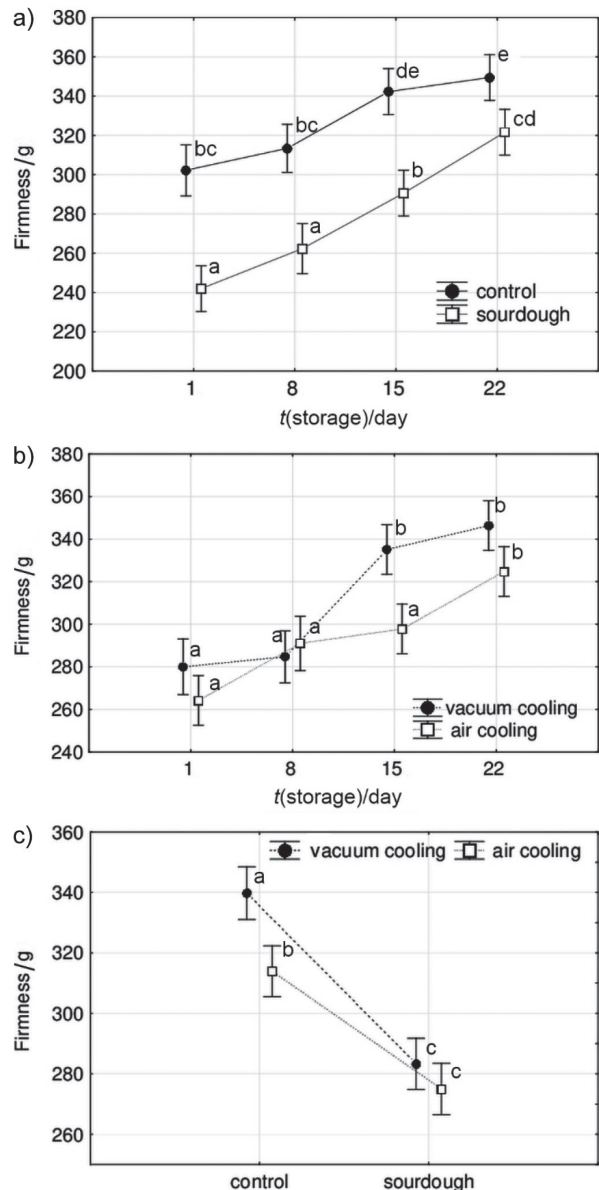 a)
380
360
340
320
300
280
260
240
220
200
Firmness/g
bc
bc
de
e
a
a
b
cd
control
sourdough
1 8 15 22
t(storage)/day
b)
380
360
340
320
300
280
260
240
Firmness/g
a
a
b
b
a
a
a
b
vacuum cooling
air cooling
1 8 15 22
t(storage)/day
c)
360
340
320
300
280
260
Firmness/g
vacuum cooling air cooling
a
b
c
c
control sourdough